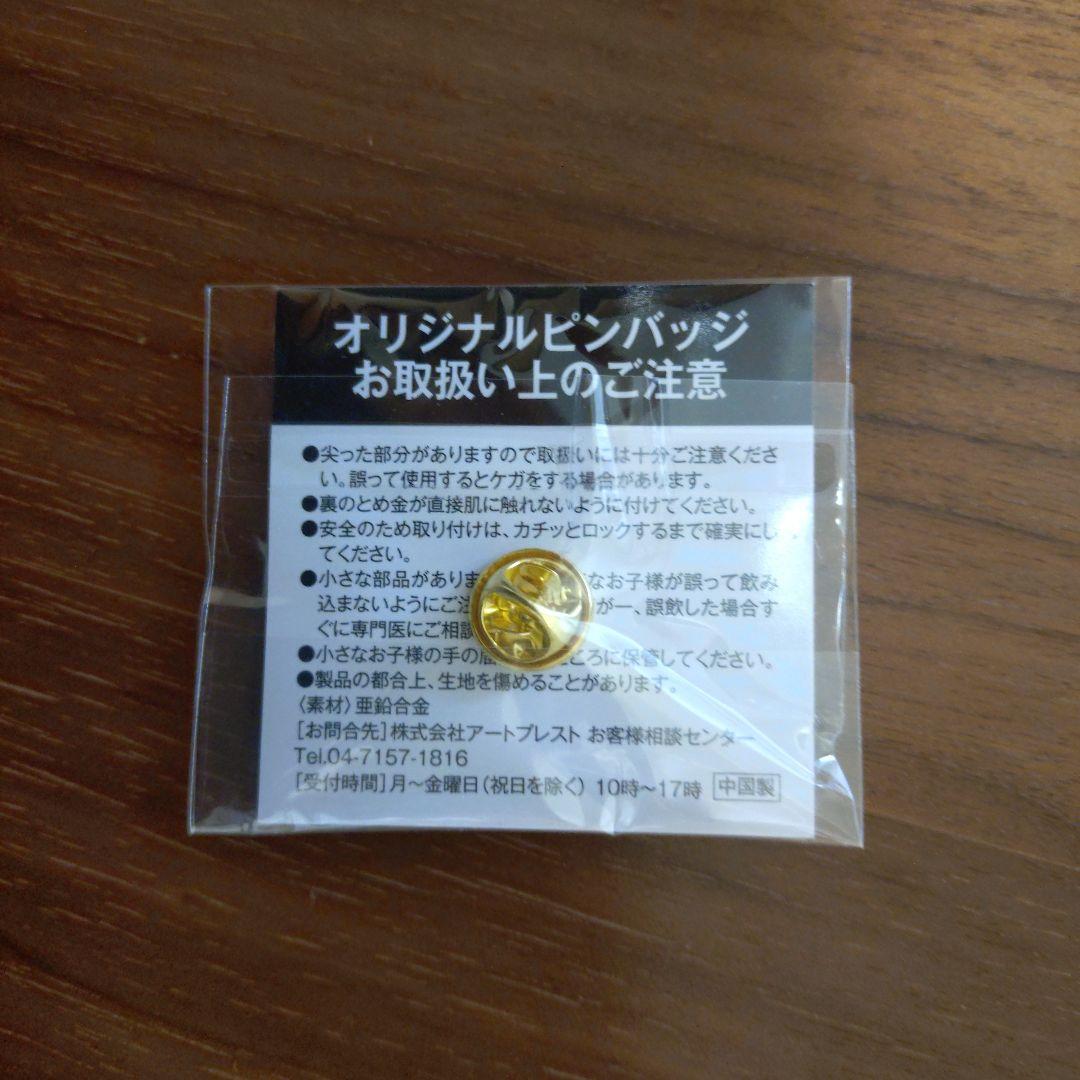 オリジナルピンバッジ
お取扱い上のご注意
●尖った部分がありますので取扱いには十分ご注意くださ
い。誤って使用するとケガをする場合があります。
●裏のとめ金が直接肌に触れないように付けてください。
●安全のため取り付けは、カチッとロックするまで確実にし
てください。
●小さな部品がありま なお子様が誤って飲み
込まないようにご注 が一、誤飲した場合す
ぐに専門医にご相談
●小さなお子様の手の届 ころに保管してください。
●製品の都合上、生地を傷めることがあります。
〈素材〉亜鉛合金
[お問合先]株式会社アートプレスト お客様相談センター
Tel.04-7157-1816
[受付時間]月〜金曜日(祝日を除く) 10時〜17時 中国製